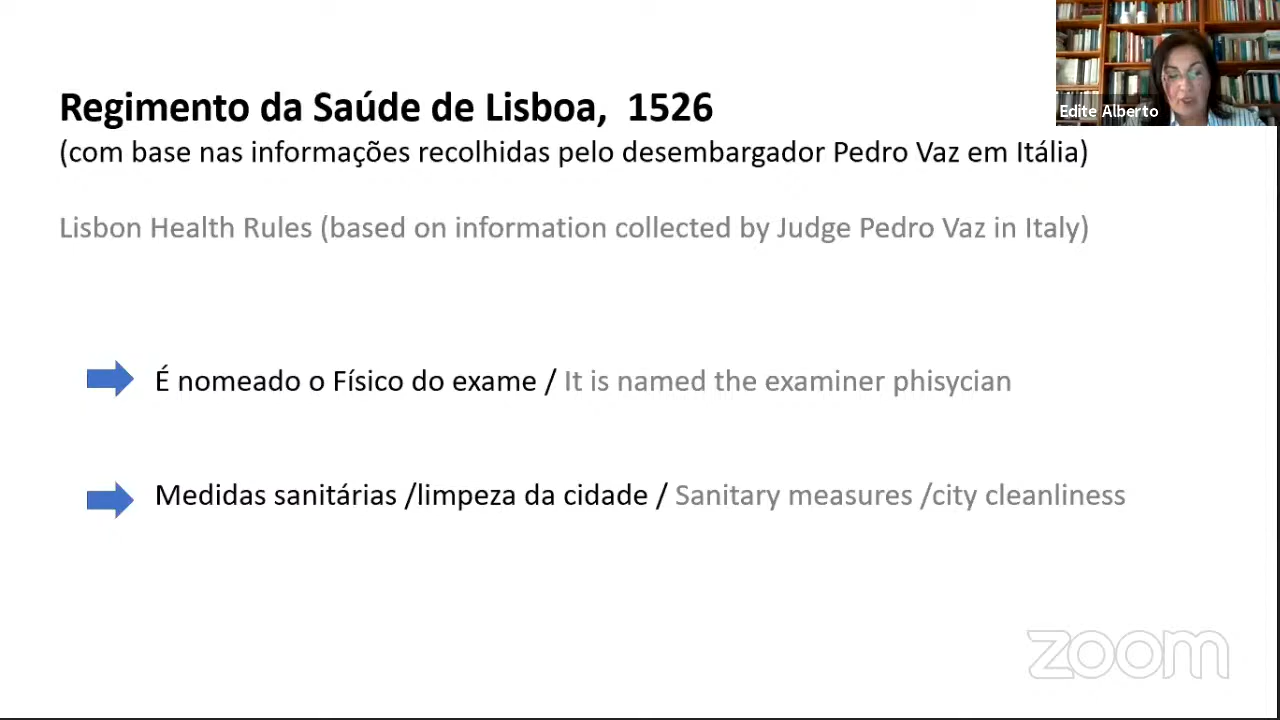 Edite Alberto
Regimento da Saúde de Lisboa, 1526
(com base nas informações recolhidas pelo desembargador Pedro Vaz em Itália)
Lisbon Health Rules (based on information collected by Judge Pedro Vaz in Italy)
É nomeado o Físico do exame / It is named the examiner phisycian
Medidas sanitárias /limpeza da cidade / Sanitary measures /city cleanliness
zoom